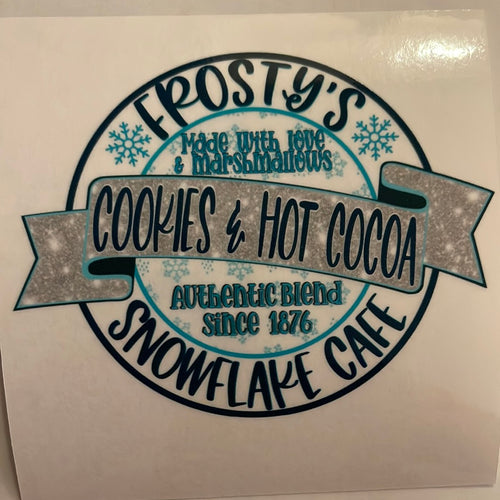 FROSTY'S
Made with love
& Marshmallows
COOKIES & HOT COCOA
Authentic Blend
Since 1876
SNOWFLAKE CAFE